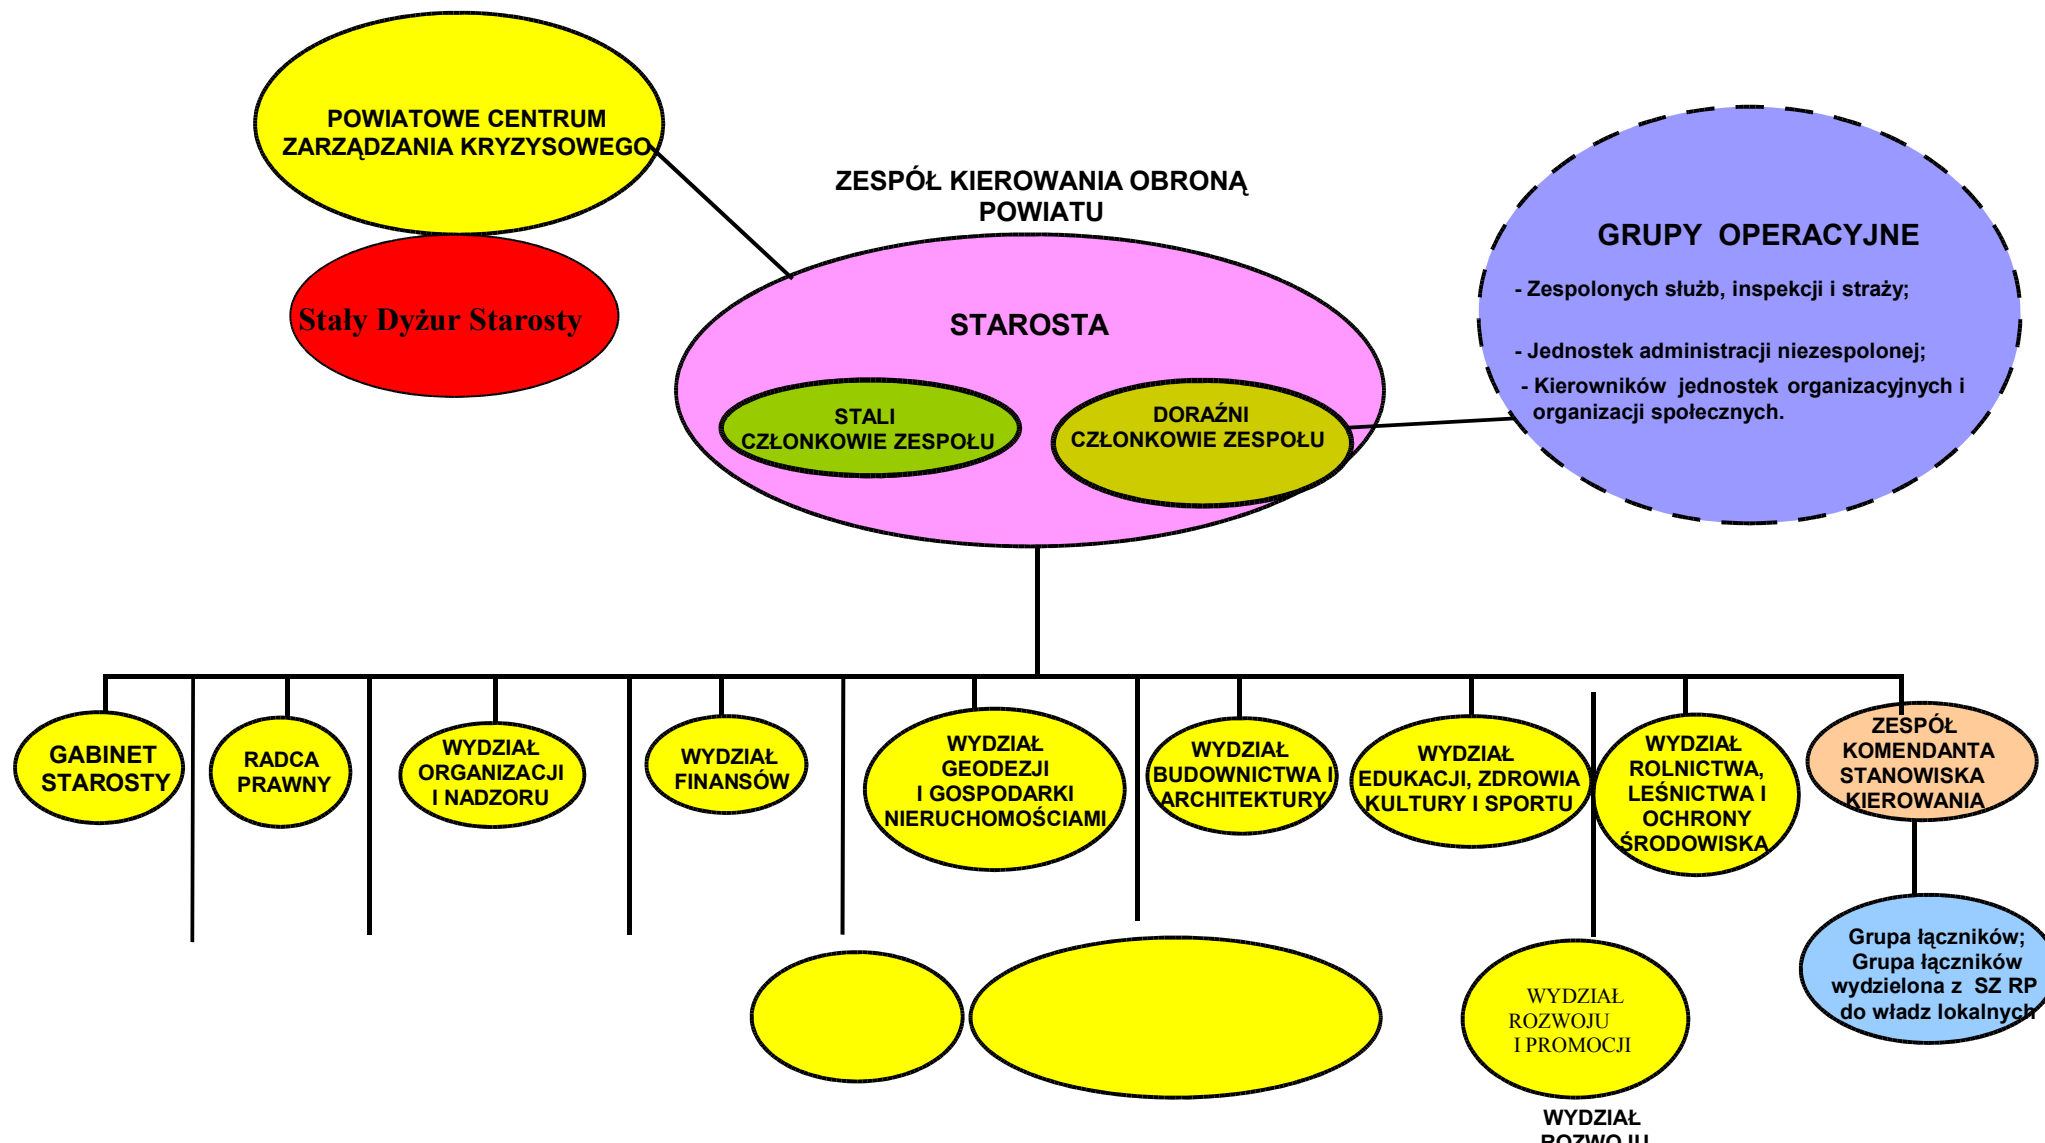 POWIATOWE CENTRUM
ZARZĄDZANIA KRYZYSOWEGO
Stały Dyżur Starosty
ZESPÓŁ KIEROWANIA OBRONĄ
POWIATU
STAROSTA
STALI
CZŁONKOWIE ZESPOŁU
DORAŹNI
CZŁONKOWIE ZESPOŁU
GRUPY OPERACYJNE
- Zespolonych służb, inspekcji i straży;
- Jednostek administracji niezespolonej;
- Kierowników jednostek organizacyjnych i
organizacji społecznych.
GABINET
STAROSTY
RADCA
PRAWNY
WYDZIAŁ
ORGANIZACJI
I NADZORU
WYDZIAŁ
FINANSÓW
WYDZIAŁ
GEODEZJI
I GOSPODARKI
NIERUCHOMOŚCIAMI
WYDZIAŁ
BUDOWNICTWA I
ARCHITEKTURY
WYDZIAŁ
EDUKACJI, ZDROWIA
KULTURY I SPORTU
WYDZIAŁ
ROLNICTWA,
LEŚNICTWA I
OCHRONY
ŚRODOWISKA
ZESPÓŁ
KOMENDANTA
STANOWISKA
KIEROWANIA
Grupa łączników;
Grupa łączników
wydzielona z SZ RP
do władz lokalnych
WYDZIAŁ
ROZWOJU
I PROMOCJI
WYDZIAŁ
ROZWOJU